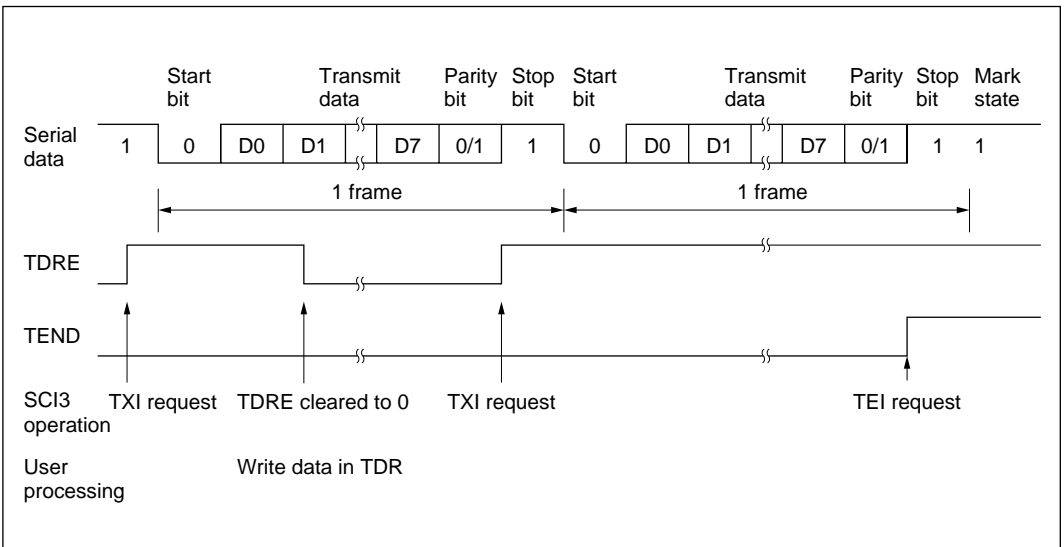 Start bit Transmit data Parity bit Stop bit Start bit Transmit data Parity bit Stop bit Mark state
Serial data 1 0 D0 D1 D7 0/1 1 0 D0 D1 D7 0/1 1 1
1 frame 1 frame
TDRE
TEND
SCI3 operation TXI request TDRE cleared to 0 TXI request TEI request
User processing Write data in TDR